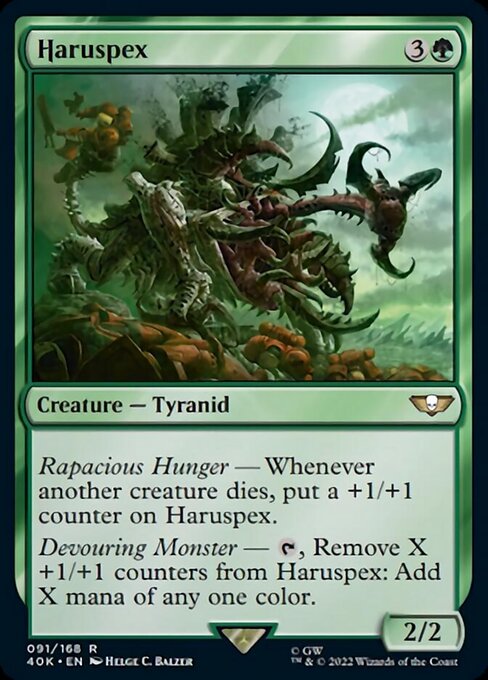 Haruspex 3
Creature — Tyranid
Rapacious Hunger — Whenever
another creature dies, put a +1/+1
counter on Haruspex.
Devouring Monster — , Remove X
+1/+1 counters from Haruspex: Add
X mana of any one color.
2/2
091/168 R
40K • EN Helge C. Balzer
© GW
™ & © 2022 Wizards of the Coast